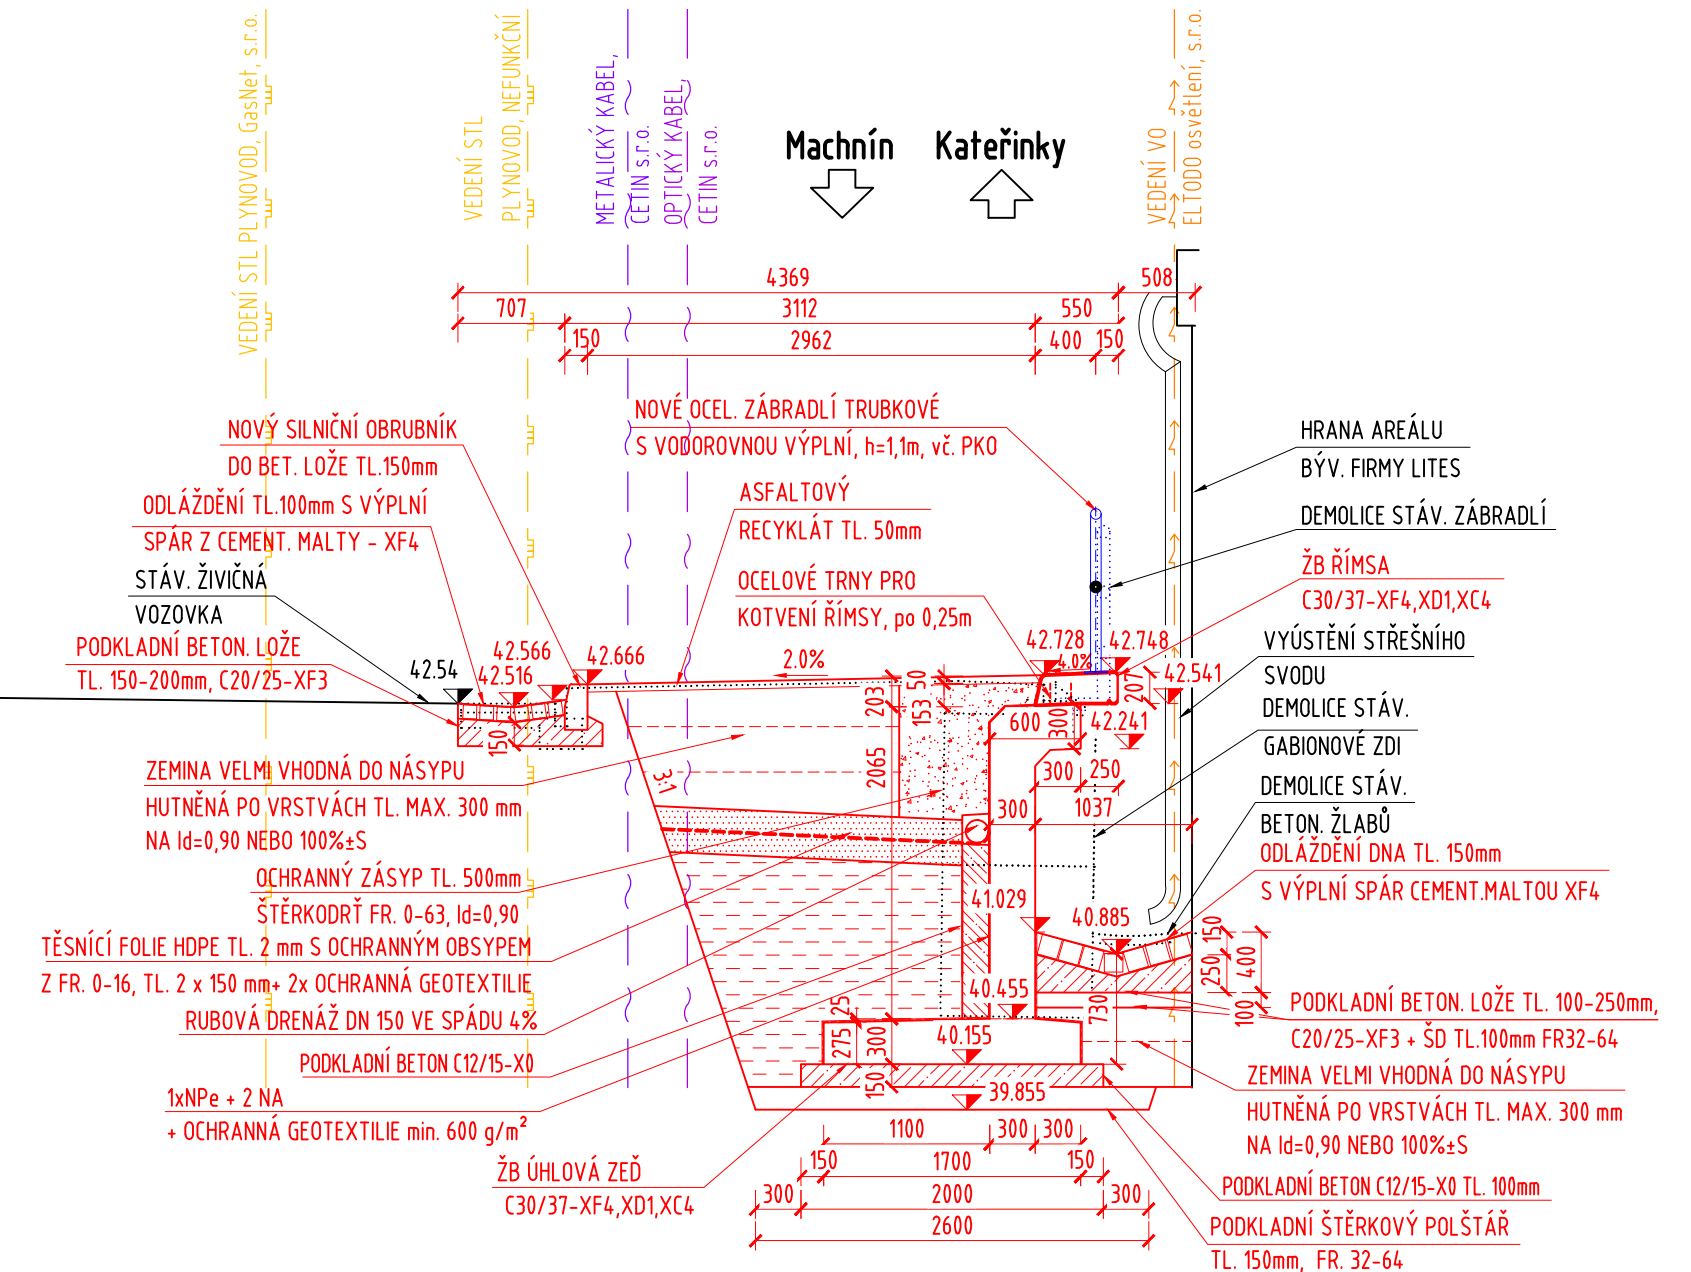 VEDENÍ STL PLYNOVOD, GasNet, s.r.o.
VEDENÍ STL
PLYNOVOD, NEFUNKČNÍ
METALICKÝ KABEL,
CETIN s.r.o.
OPTICKÝ KABEL,
CETIN s.r.o.
VEDENÍ VO
ELTODO osvětlení, s.r.o.
Machnín
Kateřinky
4369
508
707
3112
550
150
2962
400
150
NOVÝ SILNIČNÍ OBRUBNÍK
DO BET. LOŽE TL.150mm
ODLÁŽDĚNÍ TL.100mm S VÝPLNÍ
SPÁR Z CEMENT. MALTY - XF4
STÁV. ŽIVIČNÁ
VOZOVKA
PODKLADNÍ BETON. LOŽE
TL. 150-200mm, C20/25-XF3
NOVÉ OCEL. ZÁBRADLÍ TRUBKOVÉ
S VODOROVNOU VÝPLNÍ, h=1,1m, vč. PKO
ASFALTOVÝ
RECYKLÁT TL. 50mm
OCELOVÉ TRNY PRO
KOTVENÍ ŘÍMSY, po 0,25m
HRANA AREÁLU
BÝV. FIRMY LITES
DEMOLICE STÁV. ZÁBRADLÍ
ŽB ŘÍMSA
C30/37-XF4,XD1,XC4
VYÚSTĚNÍ STŘEŠNÍHO
SVODU
DEMOLICE STÁV.
GABIONOVÉ ZDI
DEMOLICE STÁV.
BETON. ŽLABŮ
ODLÁŽDĚNÍ DNA TL. 150mm
S VÝPLNÍ SPÁR CEMENT.MALTOU XF4
42.54
42.566
42.516
42.666
2.0%
42.728
42.748
4.0%
42.541
203
50
153
207
600
300
42.241
150
2065
3:1
300
250
300
1037
ZEMINA VELMI VHODNÁ DO NÁSYPU
HUTNĚNÁ PO VRSTVÁCH TL. MAX. 300 mm
NA Id=0,90 NEBO 100%±S
OCHRANNÝ ZÁSYP TL. 500mm
ŠTĚRKODRŤ FR. 0-63, Id=0,90
TĚSNÍCÍ FOLIE HDPE TL. 2 mm S OCHRANNÝM OBSYPEM
Z FR. 0-16, TL. 2 x 150 mm+ 2x OCHRANNÁ GEOTEXTILIE
RUBOVÁ DRENÁŽ DN 150 VE SPÁDU 4%
PODKLADNÍ BETON C12/15-X0
1xNPe + 2 NA
+ OCHRANNÁ GEOTEXTILIE min. 600 g/m²
ŽB ÚHLOVÁ ZEĎ
C30/37-XF4,XD1,XC4
41.029
40.885
150
400
250
100
730
40.455
25
275
300
40.155
150
39.855
PODKLADNÍ BETON. LOŽE TL. 100-250mm,
C20/25-XF3 + ŠD TL.100mm FR32-64
ZEMINA VELMI VHODNÁ DO NÁSYPU
HUTNĚNÁ PO VRSTVÁCH TL. MAX. 300 mm
NA Id=0,90 NEBO 100%±S
PODKLADNÍ BETON C12/15-X0 TL. 100mm
PODKLADNÍ ŠTĚRKOVÝ POLŠTÁŘ
TL. 150mm, FR. 32-64
1100
300
300
150
1700
150
300
2000
300
2600